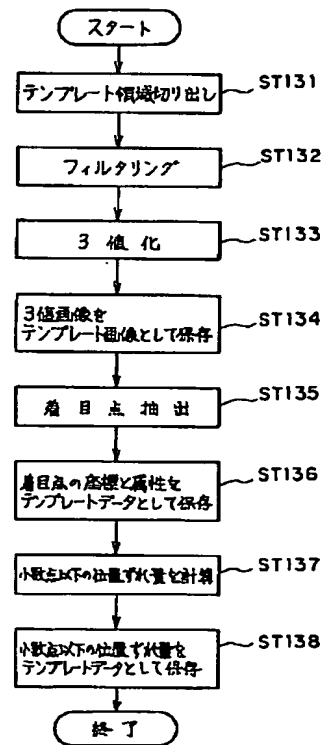 スタート
テンプレート領域切り出し
ST131
フィルタリング
ST132
3値化
ST133
3値画像を
テンプレート画像として保存
ST134
着目点抽出
ST135
着目点の座標と属性を
テンプレートデータとして保存
ST136
小数点以下の位置ずれ量を計算
ST137
小数点以下の位置ずれ量を
テンプレートデータとして保存
ST138
終了